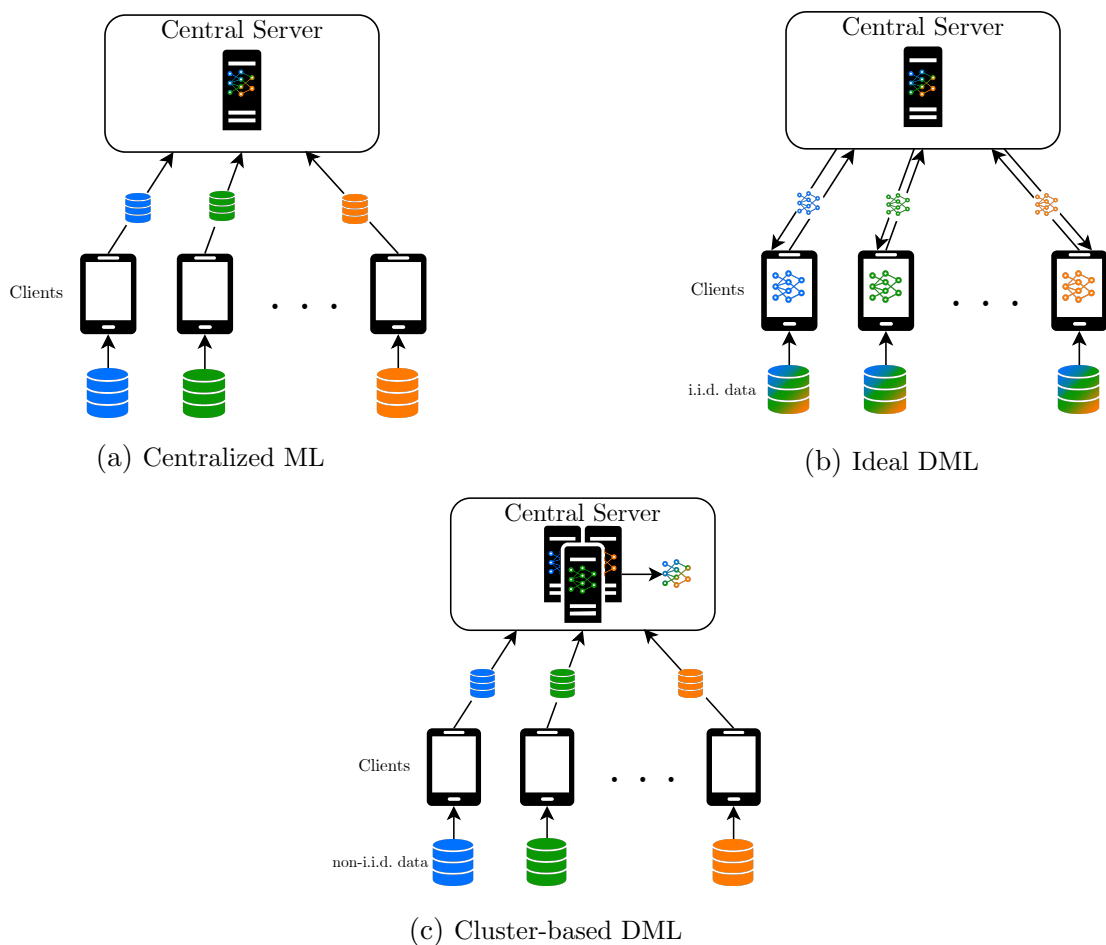 Central Server
Clients
. . .
(a) Centralized ML
Central Server
Clients
. . .
i.i.d. data
(b) Ideal DML
Central Server
Clients
. . .
non-i.i.d. data
(c) Cluster-based DML